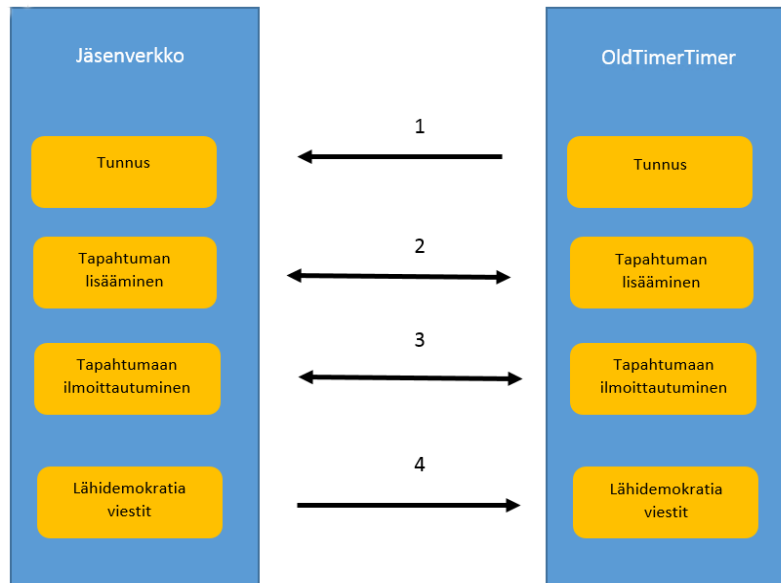 Jäsenverkko
OldTimerTimer
1
Tunnus
Tunnus
2
Tapahtuman
lisääminen
Tapahtuman
lisääminen
3
Tapahtumaan
ilmoittautuminen
Tapahtumaan
ilmoittautuminen
4
Lähidemokratia
viestit
Lähidemokratia
viestit